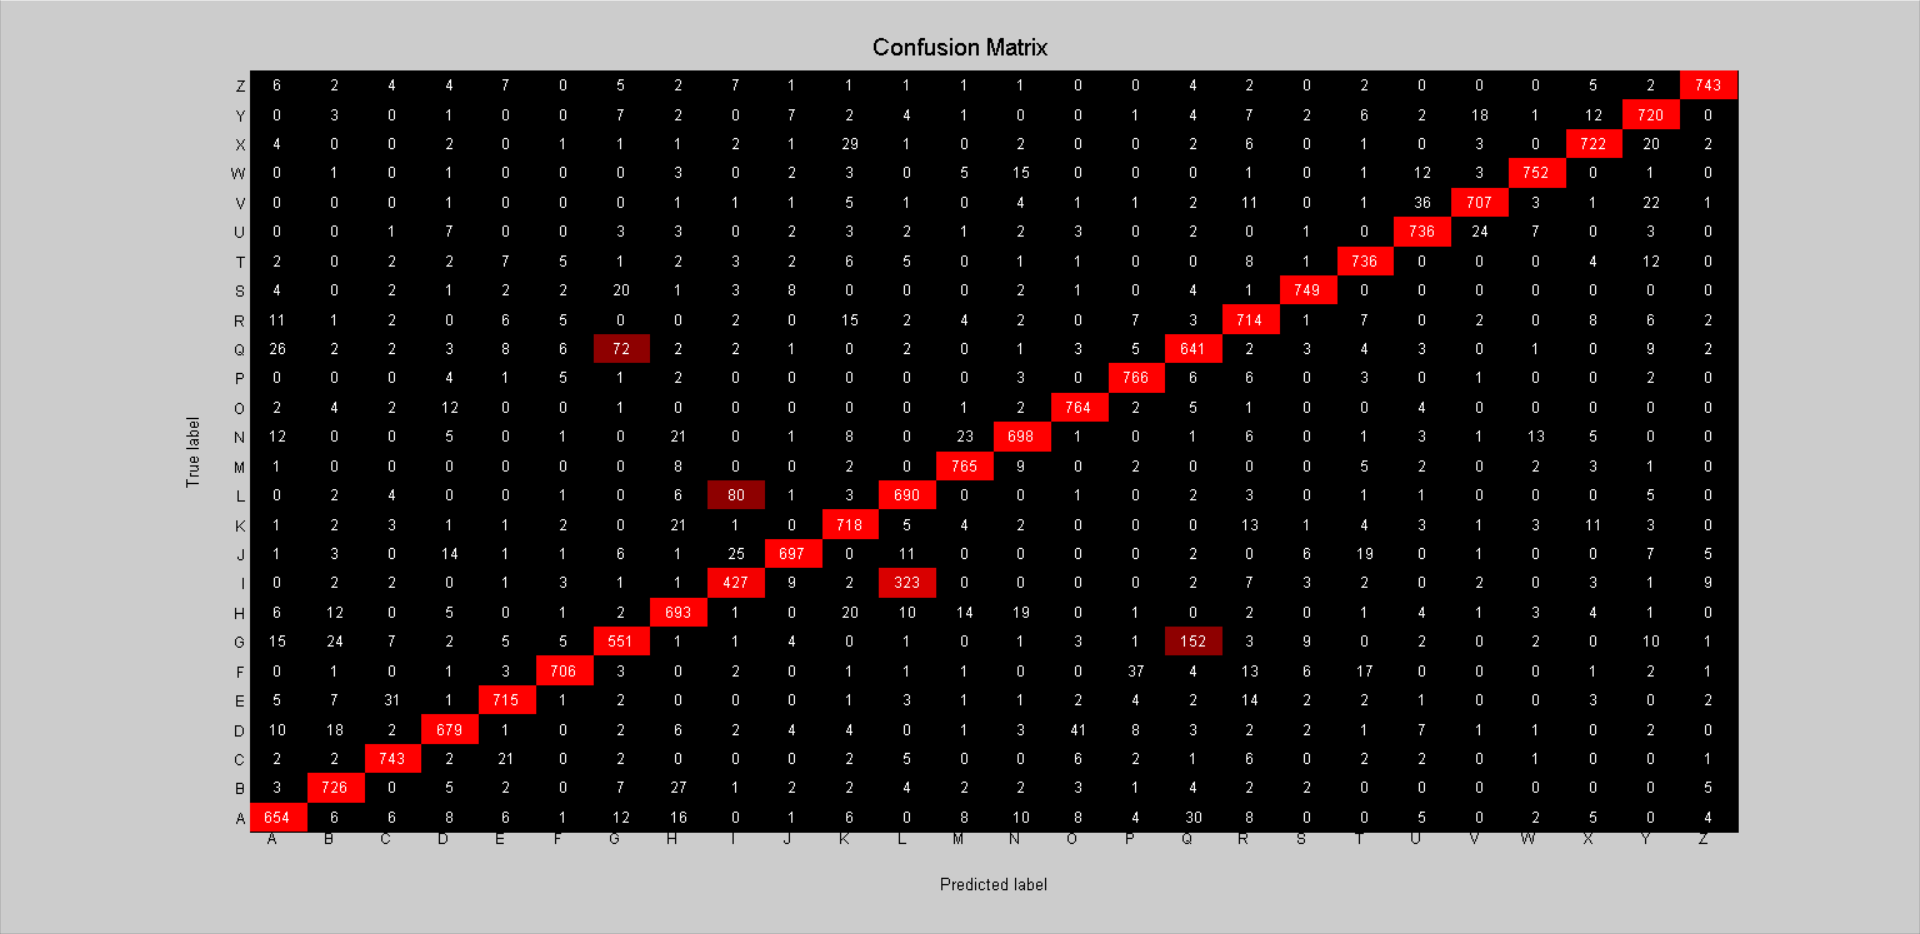 Confusion Matrix
Z 6 2 4 4 7 0 5 2 7 1 1 1 1 1 0 0 4 2 0 2 0 0 0 5 2 743
Y 0 3 0 1 0 0 7 2 0 7 2 4 1 0 0 1 4 7 2 6 2 18 1 12 720 0
X 4 0 0 2 0 1 1 1 2 1 29 1 0 2 0 0 2 6 0 1 0 3 0 722 20 2
W 0 1 0 1 0 0 0 3 0 2 3 0 5 15 0 0 0 1 0 1 12 3 752 0 1 0
V 0 0 0 1 0 0 0 1 1 1 5 1 0 4 1 1 2 11 0 1 36 707 3 1 22 1
U 0 0 1 7 0 0 3 3 0 2 3 2 1 2 3 0 2 0 1 0 736 24 7 0 3 0
T 2 0 2 2 7 5 1 2 3 2 6 5 0 1 1 0 0 8 1 736 0 0 0 4 12 0
S 4 0 2 1 2 2 20 1 3 8 0 0 0 2 1 0 4 1 749 0 0 0 0 0 0 0
R 11 1 2 0 6 5 0 0 2 0 15 2 4 2 0 7 3 714 1 7 0 2 0 8 6 2
Q 26 2 2 3 8 6 72 2 2 1 0 2 0 1 3 5 641 2 3 4 3 0 1 0 9 2
P 0 0 0 4 1 5 1 2 0 0 0 0 0 3 0 766 6 6 0 3 0 1 0 0 2 0
O 2 4 2 12 0 0 1 0 0 0 0 0 1 2 764 2 5 1 0 0 4 0 0 0 0 0
N 12 0 0 5 0 1 0 21 0 1 8 0 23 698 1 0 1 6 0 1 3 1 13 5 0 0
M 1 0 0 0 0 0 0 8 0 0 2 0 765 9 0 2 0 0 0 5 2 0 2 3 1 0
L 0 2 4 0 0 1 0 6 80 1 3 690 0 0 1 0 2 3 0 1 1 0 0 0 5 0
K 1 2 3 1 1 2 0 21 1 0 718 5 4 2 0 0 0 13 1 4 3 1 3 11 3 0
J 1 3 0 14 1 1 6 1 25 697 0 11 0 0 0 0 2 0 6 19 0 1 0 0 7 5
I 0 2 2 0 1 3 1 1 427 9 2 323 0 0 0 0 2 7 3 2 0 2 0 3 1 9
H 6 12 0 5 0 1 2 693 1 0 20 10 14 19 0 1 0 2 0 1 4 1 3 4 1 0
G 15 24 7 2 5 5 551 1 1 4 0 1 0 1 3 1 152 3 9 0 2 0 2 0 10 1
F 0 1 0 1 3 706 3 0 2 0 1 1 1 0 0 37 4 13 6 17 0 0 0 1 2 1
E 5 7 31 1 715 1 2 0 0 0 1 3 1 1 2 4 2 14 2 2 1 0 0 3 0 2
D 10 18 2 679 1 0 2 6 2 4 4 0 1 3 41 8 3 2 2 1 7 1 1 0 2 0
C 2 2 743 2 21 0 2 0 0 0 2 5 0 0 6 2 1 6 0 2 2 0 1 0 0 1
B 3 726 0 5 2 0 7 27 1 2 2 4 2 2 3 1 4 2 2 0 0 0 0 0 0 5
A 654 6 6 8 6 1 12 16 0 1 6 0 8 10 8 4 30 8 0 0 5 0 2 5 0 4
A B C D E F G H I J K L M N O P Q R S T U V W X Y Z
True label
Predicted label